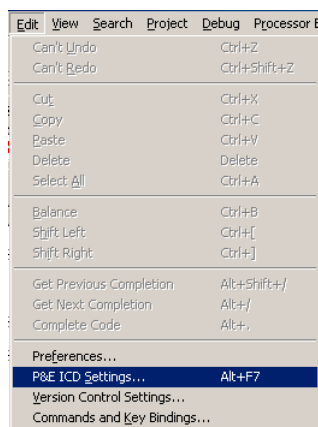 Edit View Search Project Debug Processor E
Can't Undo Ctrl+Z
Can't Redo Ctrl+Shift+Z
Cut Ctrl+X
Copy Ctrl+C
Paste Ctrl+V
Delete Delete
Select All Ctrl+A
Balance Ctrl+B
Shift Left Ctrl+[
Shift Right Ctrl+]
Get Previous Completion Alt+Shift+/
Get Next Completion Alt+/
Complete Code Alt+.
Preferences...
P&E ICD Settings... Alt+F7
Version Control Settings...
Commands and Key Bindings...